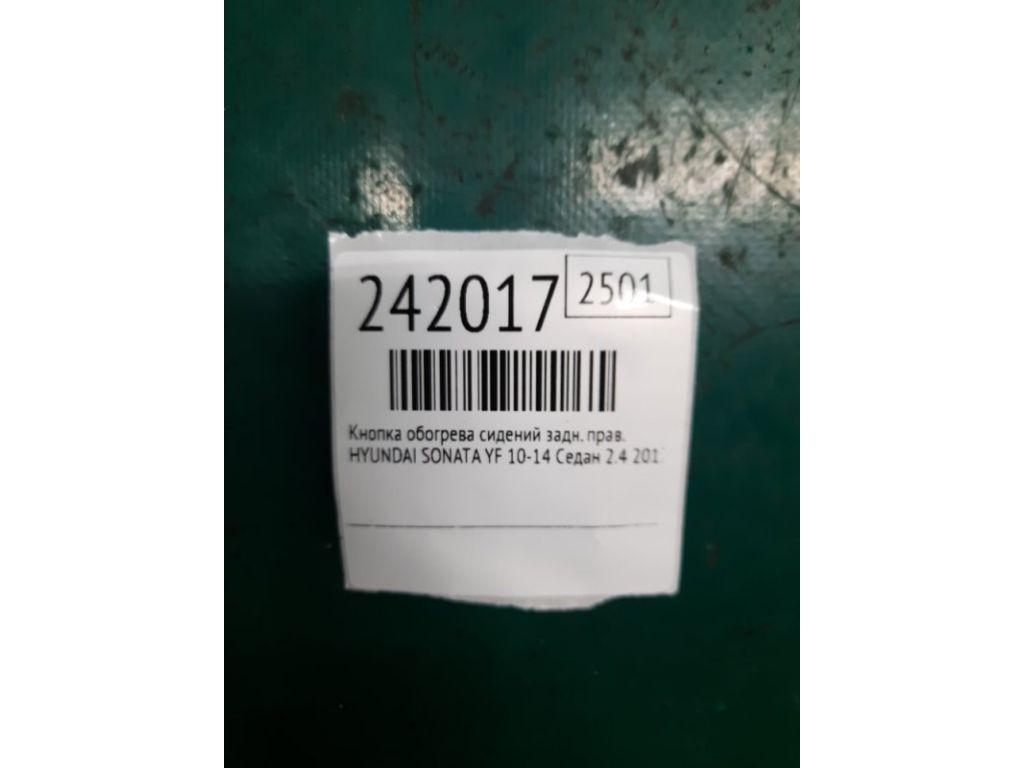 242017 2501
Кнопка обогрева сидений задн. прав.
HYUNDAI SONATA YF 10-14 Седан 2.4